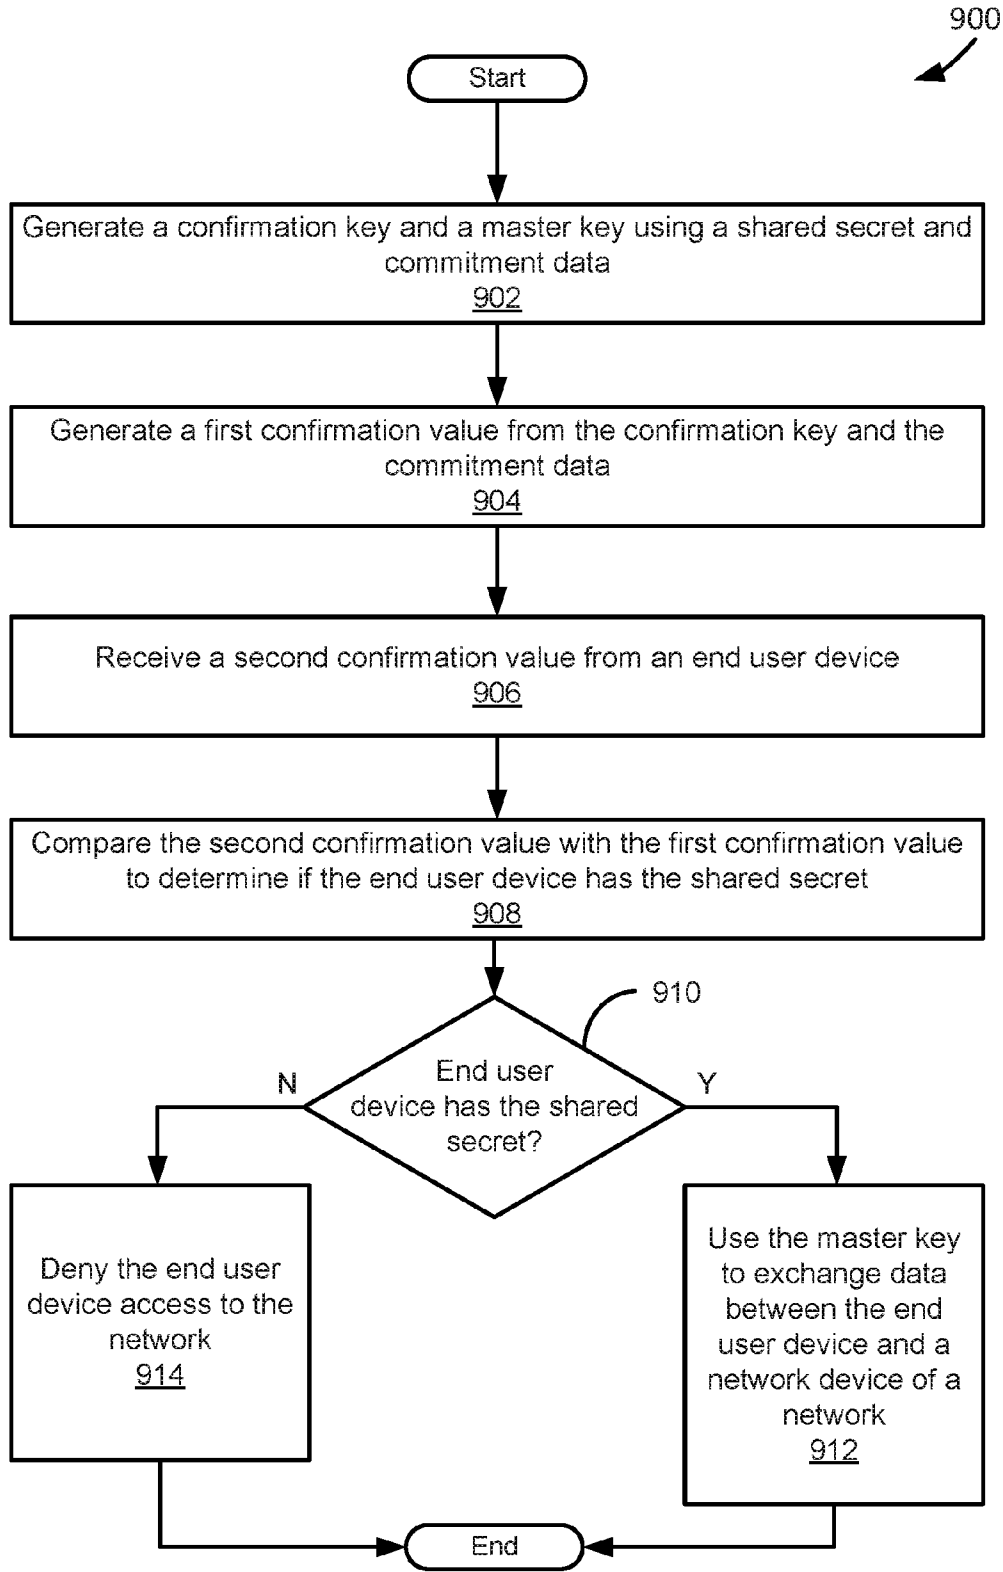 900
Start
Generate a confirmation key and a master key using a shared secret and
commitment data
902
Generate a first confirmation value from the confirmation key and the
commitment data
904
Receive a second confirmation value from an end user device
906
Compare the second confirmation value with the first confirmation value
to determine if the end user device has the shared secret
908
910
N
Y
End user
device has the shared
secret?
Deny the end user
device access to the
network
914
Use the master key
to exchange data
between the end
user device and a
network device of a
network
912
End